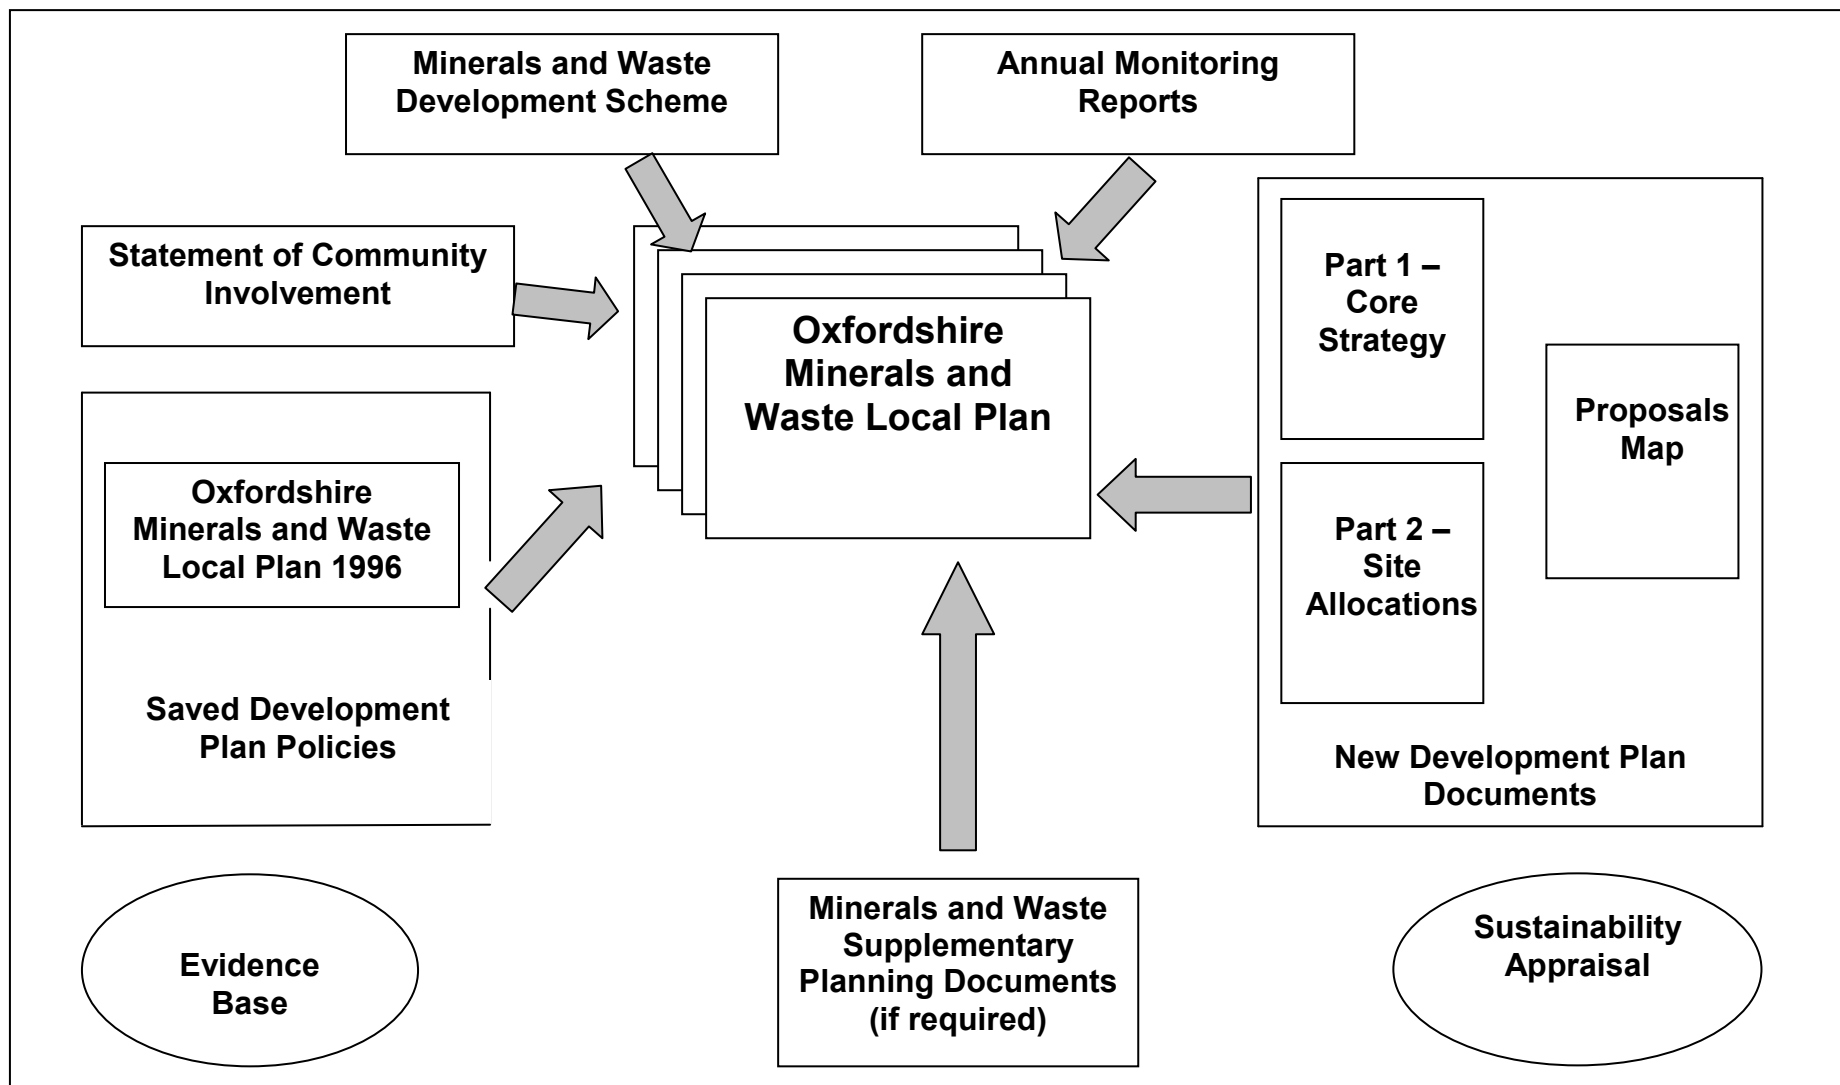 Minerals and Waste
Development Scheme
Annual Monitoring
Reports
Statement of Community
Involvement
Oxfordshire
Minerals and
Waste Local Plan
Part 1 –
Core
Strategy
Proposals
Map
Part 2 –
Site
Allocations
New Development Plan
Documents
Oxfordshire
Minerals and Waste
Local Plan 1996
Saved Development
Plan Policies
Evidence
Base
Minerals and Waste
Supplementary
Planning Documents
(if required)
Sustainability
Appraisal